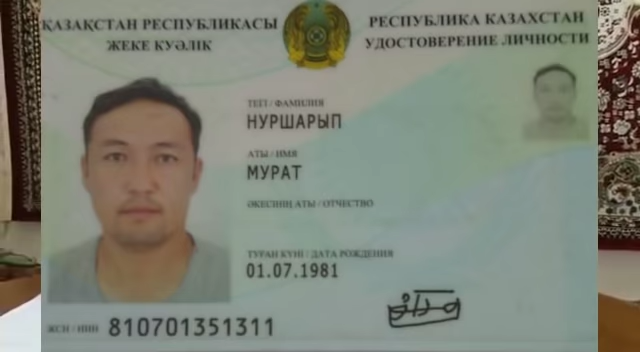 ҚАЗАҚСТАН РЕСПУБЛИКАСЫ
ЖЕКЕ КУӘЛІК
РЕСПУБЛИКА КАЗАХСТАН
УДОСТОВЕРЕНИЕ ЛИЧНОСТИ
ТЕГІ / ФАМИЛИЯ
НУРШАРЫП
АТЫ / ИМЯ
МУРАТ
ӘКЕСІНІҢ АТЫ / ОТЧЕСТВО
ТУҒАН КҮНІ / ДАТА РОЖДЕНИЯ
01.07.1981
ЖСН / ИИН 810701351311